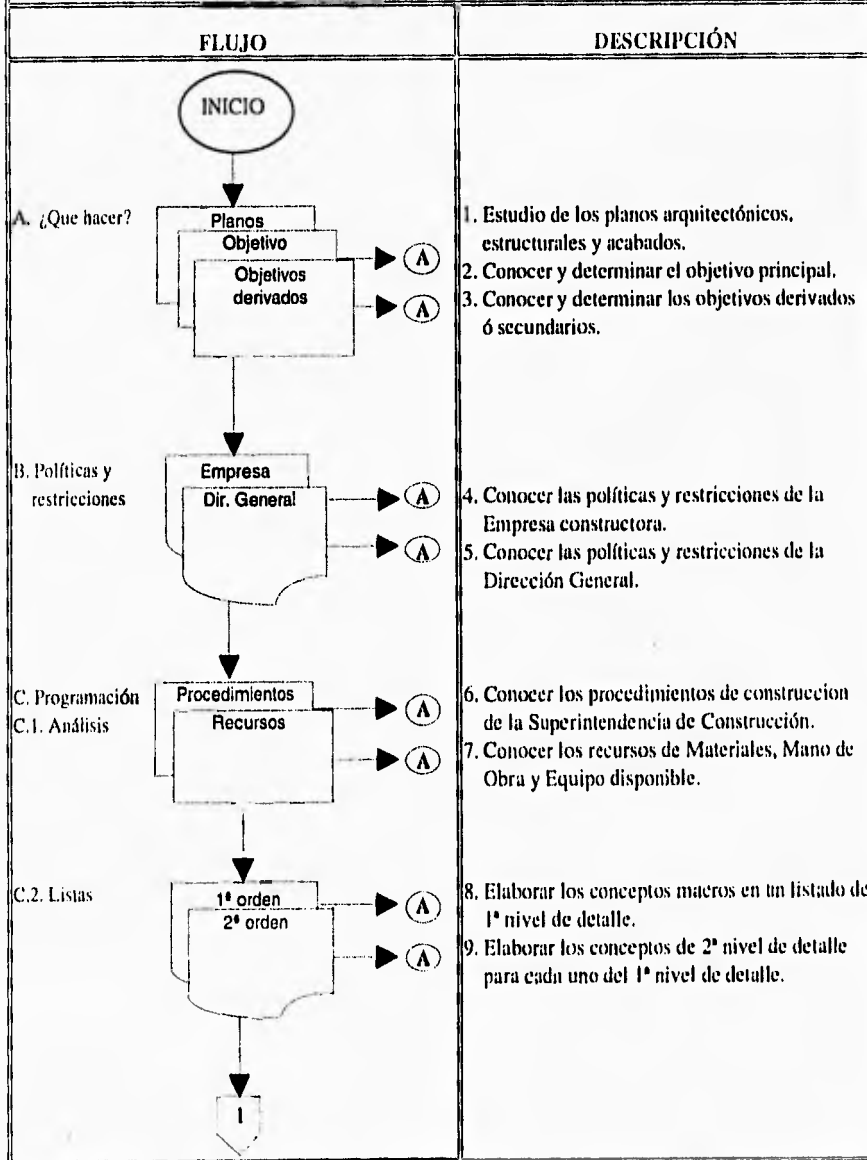 FLUJO
DESCRIPCIÓN
INICIO
A. ¿Que hacer?
Planos
Objetivo
Objetivos
derivados
A
A
1. Estudio de los planos arquitectónicos,
estructurales y acabados.
2. Conocer y determinar el objetivo principal.
3. Conocer y determinar los objetivos derivados
ó secundarios.
B. Políticas y
restricciones
Empresa
Dir. General
A
A
4. Conocer las políticas y restricciones de la
Empresa constructora.
5. Conocer las políticas y restricciones de la
Dirección General.
C. Programación
C.1. Análisis
Procedimientos
Recursos
A
A
6. Conocer los procedimientos de construccion
de la Superintendencia de Construcción.
7. Conocer los recursos de Materiales, Mano de
Obra y Equipo disponible.
C.2. Listas
1ª orden
2ª orden
A
A
8. Elaborar los conceptos macros en un listado de
1ª nivel de detalle.
9. Elaborar los conceptos de 2ª nivel de detalle
para cada uno del 1ª nivel de detalle.
1